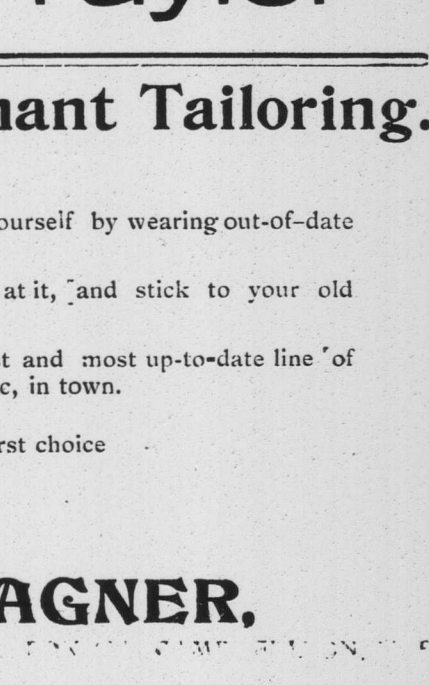 ant Tailoring.
ourself by wearing out-of-date
at it, and stick to your old
t and most up-to-date line of
c, in town.
rst choice
AGNER,